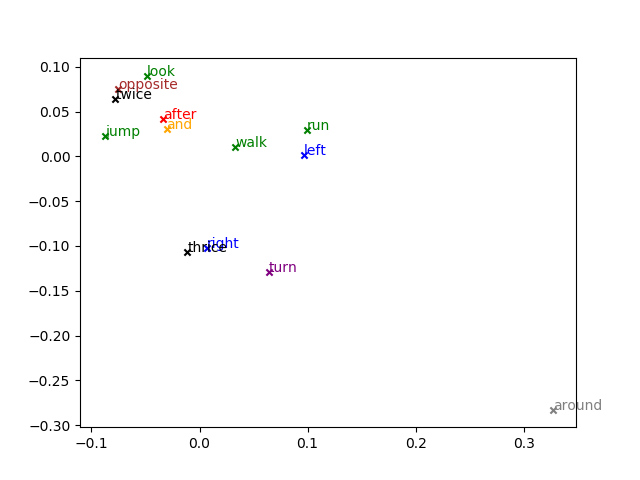 0.10
look
opposite
twice
0.05
after
and
run
jump
walk
left
0.00
−0.05
−0.10
thrice
right
turn
−0.15
−0.20
−0.25
around
−0.30
−0.1 0.0 0.1 0.2 0.3